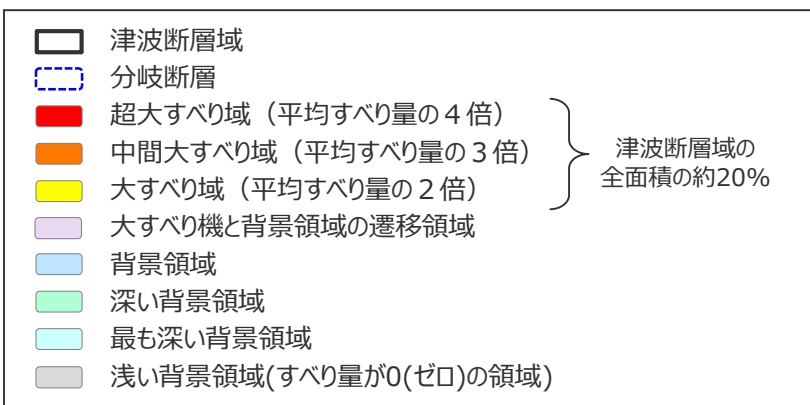 津波断層域
分岐断層
超大すべり域（平均すべり量の４倍）
中間大すべり域（平均すべり量の３倍）
大すべり域（平均すべり量の２倍）
津波断層域の
全面積の約20%
大すべり機と背景領域の遷移領域
背景領域
深い背景領域
最も深い背景領域
浅い背景領域(すべり量が0(ゼロ)の領域)